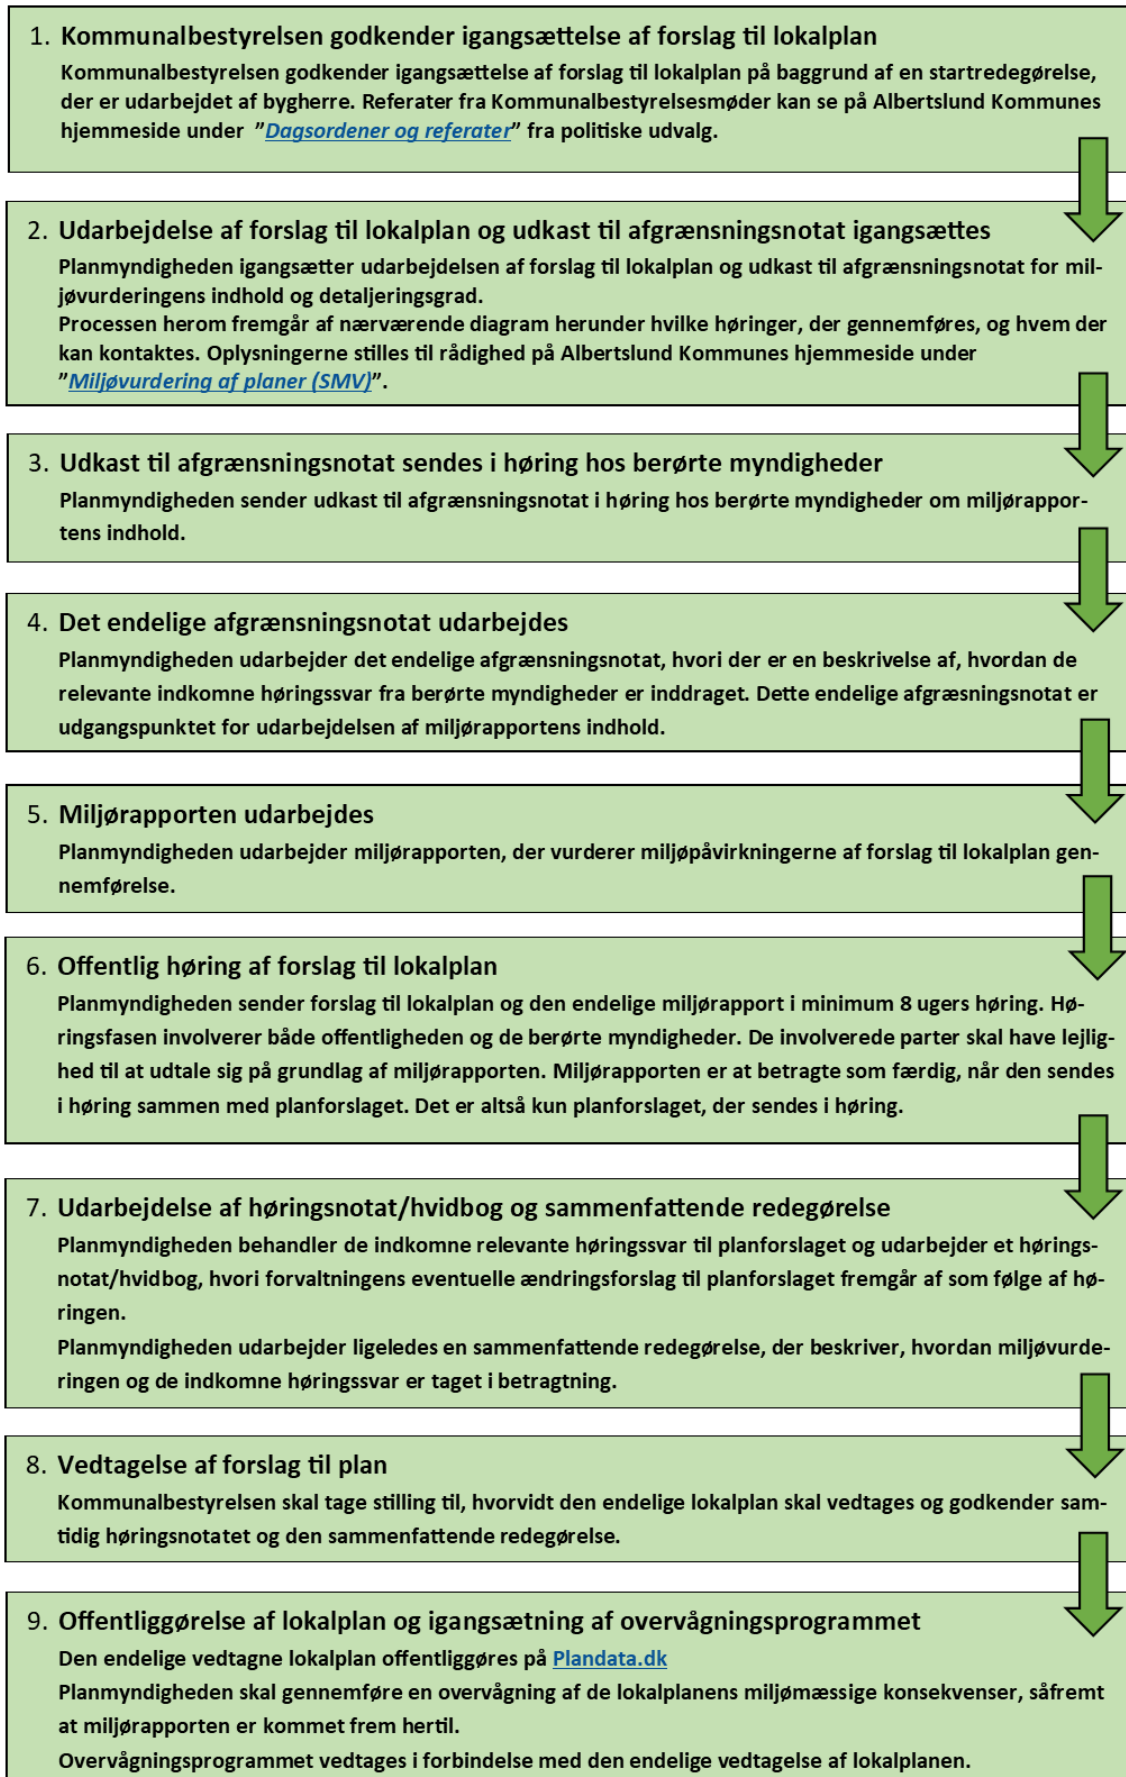 1. Kommunalbestyrelsen godkender igangsættelse af forslag til lokalplan
Kommunalbestyrelsen godkender igangsættelse af forslag til lokalplan på baggrund af en startredegørelse,
der er udarbejdet af bygherre. Referater fra Kommunalbestyrelsesmøder kan se på Albertslund Kommunes
hjemmeside under "Dagsordener og referater" fra politiske udvalg.
2. Udarbejdelse af forslag til lokalplan og udkast til afgrænsningsnotat igangsættes
Planmyndigheden igangsætter udarbejdelsen af forslag til lokalplan og udkast til afgrænsningsnotat for mil-
jøvurderingens indhold og detaljeringsgrad.
Processen herom fremgår af nærværende diagram herunder hvilke høringer, der gennemføres, og hvem der
kan kontaktes. Oplysningerne stilles til rådighed på Albertslund Kommunes hjemmeside under
"Miljøvurdering af planer (SMV)".
3. Udkast til afgrænsningsnotat sendes i høring hos berørte myndigheder
Planmyndigheden sender udkast til afgrænsningsnotat i høring hos berørte myndigheder om miljørappor-
tens indhold.
4. Det endelige afgrænsningsnotat udarbejdes
Planmyndigheden udarbejder det endelige afgrænsningsnotat, hvori der er en beskrivelse af, hvordan de
relevante indkomne høringssvar fra berørte myndigheder er inddraget. Dette endelige afgræsningsnotat er
udgangspunktet for udarbejdelsen af miljørapportens indhold.
5. Miljørapporten udarbejdes
Planmyndigheden udarbejder miljørapporten, der vurderer miljøpåvirkningerne af forslag til lokalplan gen-
nemførelse.
6. Offentlig høring af forslag til lokalplan
Planmyndigheden sender forslag til lokalplan og den endelige miljørapport i minimum 8 ugers høring. Hø-
ringsfasen involverer både offentligheden og de berørte myndigheder. De involverede parter skal have lejlig-
hed til at udtale sig på grundlag af miljørapporten. Miljørapporten er at betragte som færdig, når den sendes
i høring sammen med planforslaget. Det er altså kun planforslaget, der sendes i høring.
7. Udarbejdelse af høringsnotat/hvidbog og sammenfattende redegørelse
Planmyndigheden behandler de indkomne relevante høringssvar til planforslaget og udarbejder et hørings-
notat/hvidbog, hvori forvaltningens eventuelle ændringsforslag til planforslaget fremgår af som følge af hø-
ringen.
Planmyndigheden udarbejder ligeledes en sammenfattende redegørelse, der beskriver, hvordan miljøvurde-
ringen og de indkomne høringssvar er taget i betragtning.
8. Vedtagelse af forslag til plan
Kommunalbestyrelsen skal tage stilling til, hvorvidt den endelige lokalplan skal vedtages og godkender sam-
tidig høringsnotatet og den sammenfattende redegørelse.
9. Offentliggørelse af lokalplan og igangsætning af overvågningsprogrammet
Den endelige vedtagne lokalplan offentliggøres på Plandata.dk
Planmyndigheden skal gennemføre en overvågning af de lokalplanens miljømæssige konsekvenser, såfremt
at miljørapporten er kommet frem hertil.
Overvågningsprogrammet vedtages i forbindelse med den endelige vedtagelse af lokalplanen.